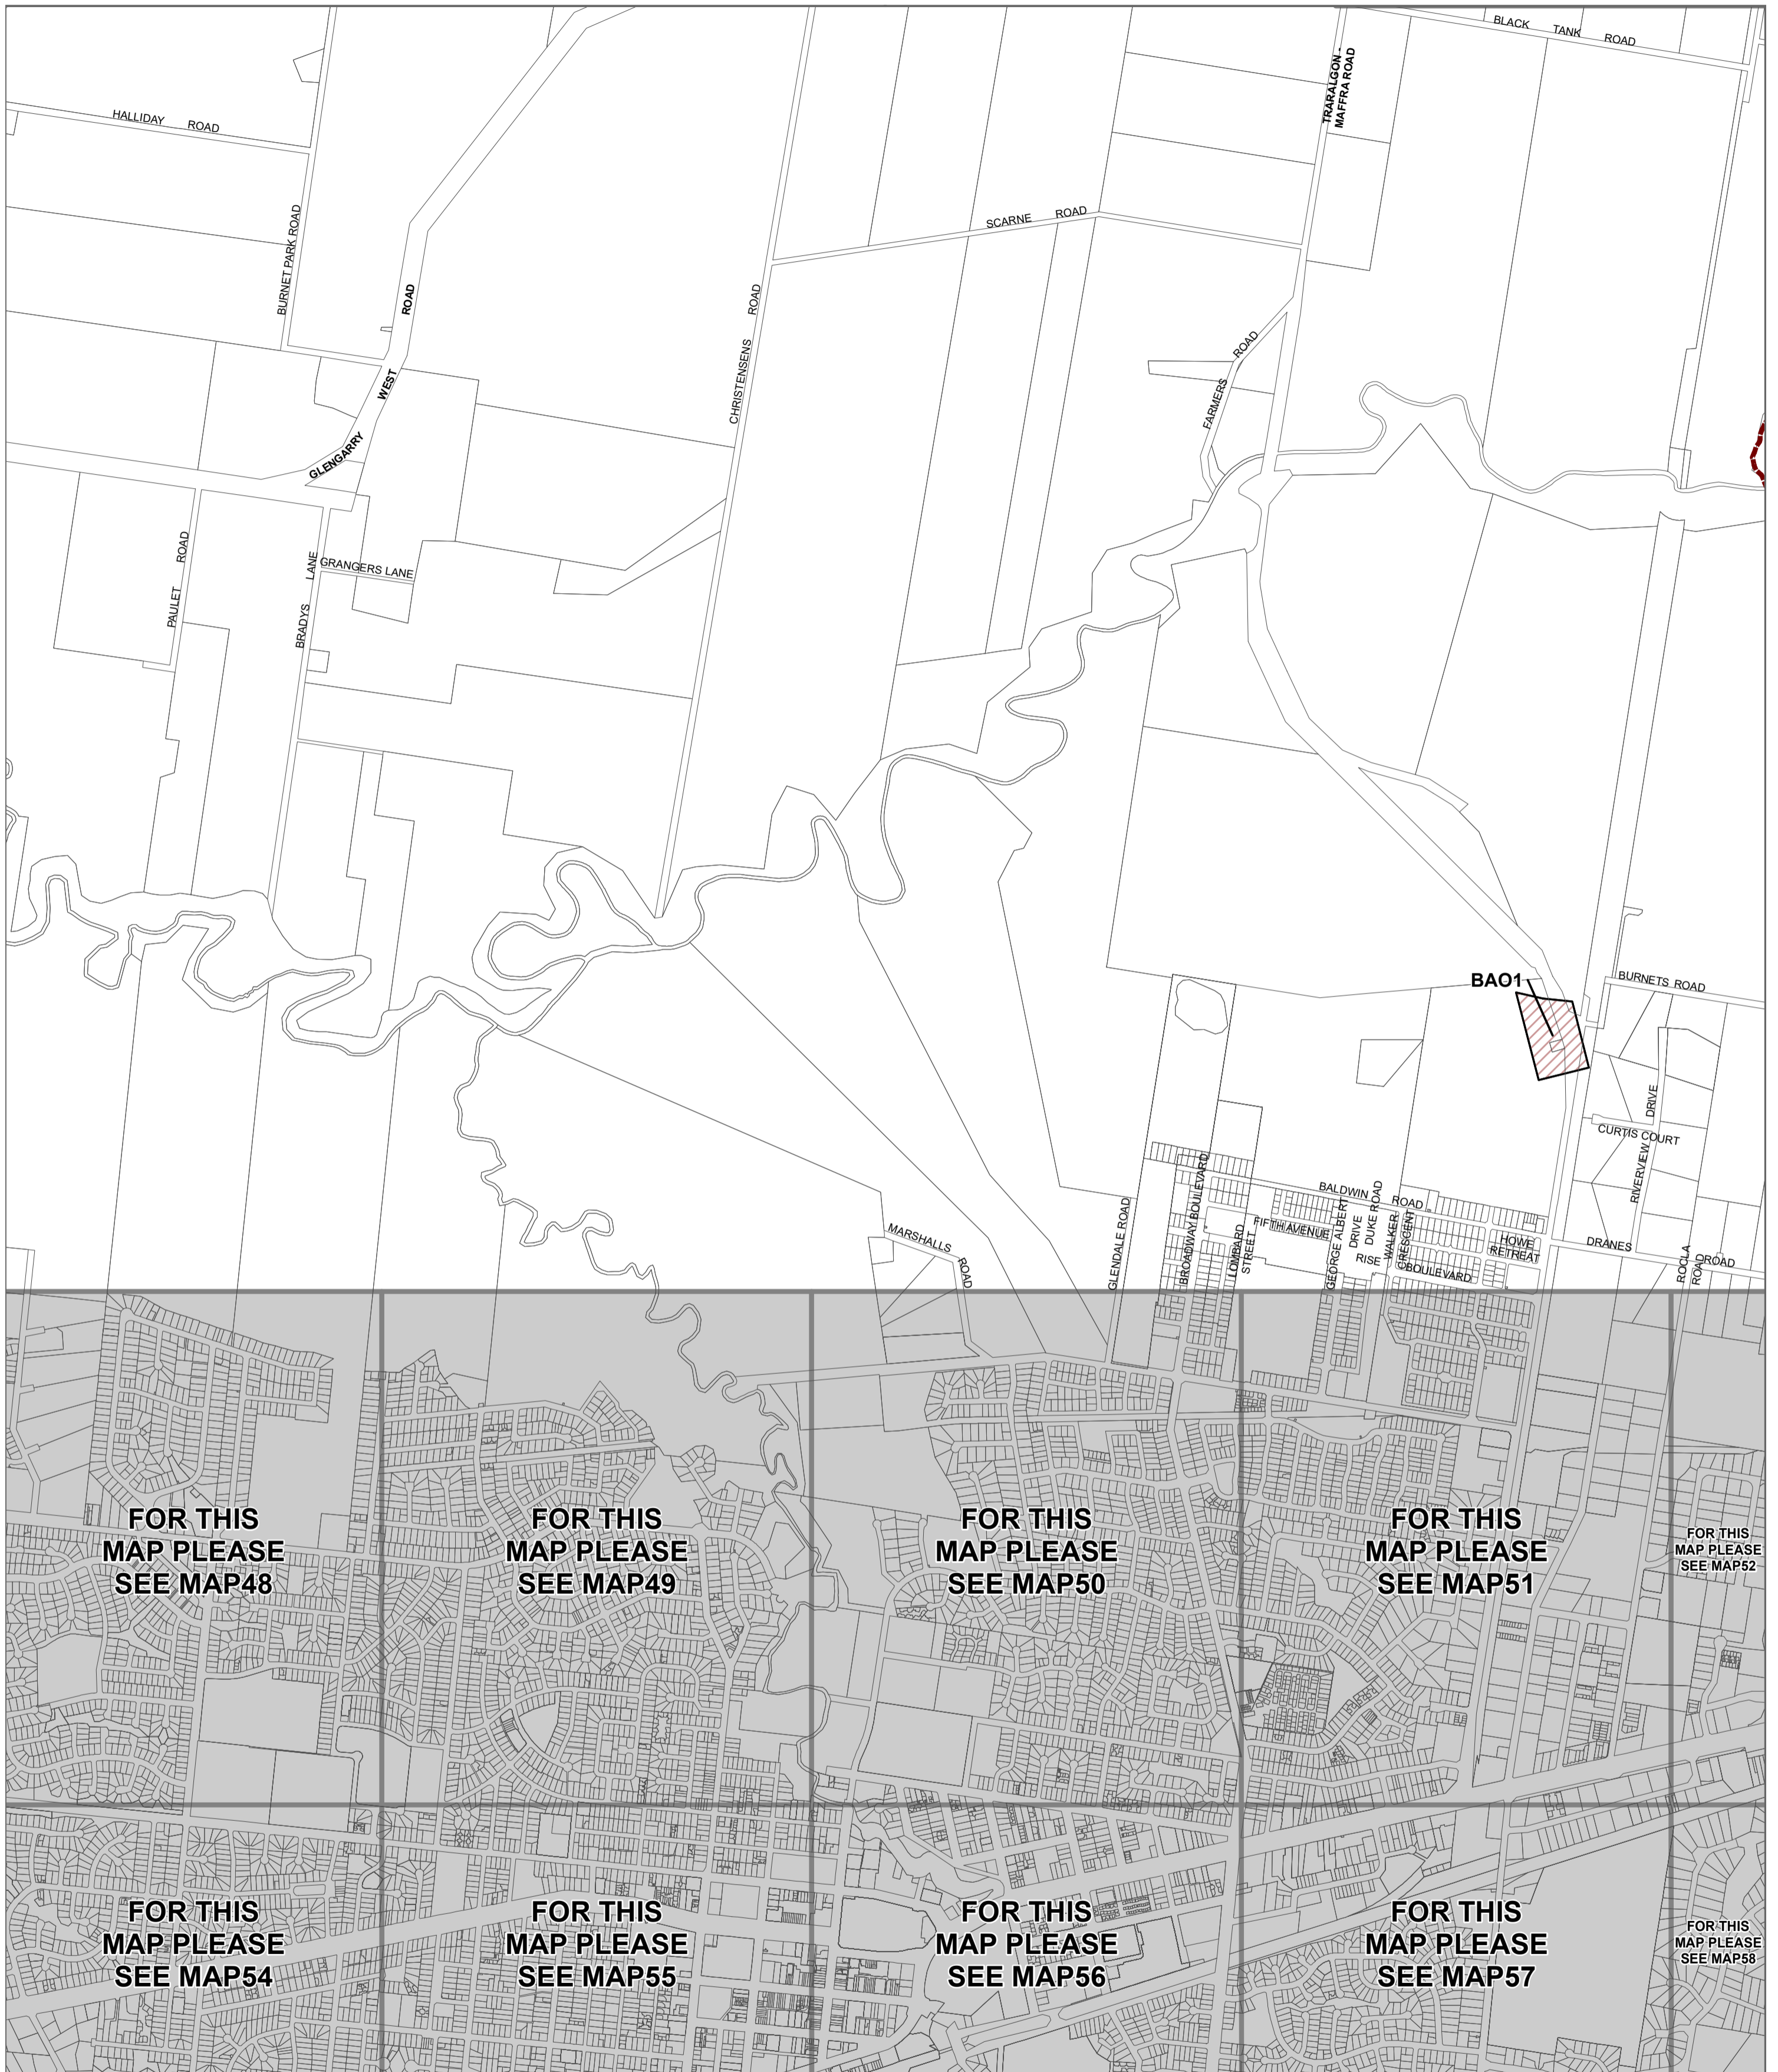 BLACK TANK ROAD
TRARALGON -
MAFFRA ROAD
HALLIDAY ROAD
BURNET PARK ROAD
SCARNE ROAD
GLENGARRY WEST ROAD
CHRISTENSENS ROAD
FARMERS ROAD
PAULET ROAD
BRADYS LANE
GRANGERS LANE
BAO1
BURNETS ROAD
CURTIS COURT
RIVERVIEW DRIVE
BALDWIN ROAD
BROADWAY BOULEVARD
GLENDALE ROAD
LOMBARD
STREET
FIFTH AVENUE
GEORGE ALBERT
DRIVE
DUKE ROAD
RISE
WALKER
CRESCENT
BOULEVARD
HOWE
RETREAT
DRANES ROAD
ROCLA
ROAD
MARSHALLS ROAD
FOR THIS
MAP PLEASE
SEE MAP48
FOR THIS
MAP PLEASE
SEE MAP49
FOR THIS
MAP PLEASE
SEE MAP50
FOR THIS
MAP PLEASE
SEE MAP51
FOR THIS
MAP PLEASE
SEE MAP52
FOR THIS
MAP PLEASE
SEE MAP54
FOR THIS
MAP PLEASE
SEE MAP55
FOR THIS
MAP PLEASE
SEE MAP56
FOR THIS
MAP PLEASE
SEE MAP57
FOR THIS
MAP PLEASE
SEE MAP58